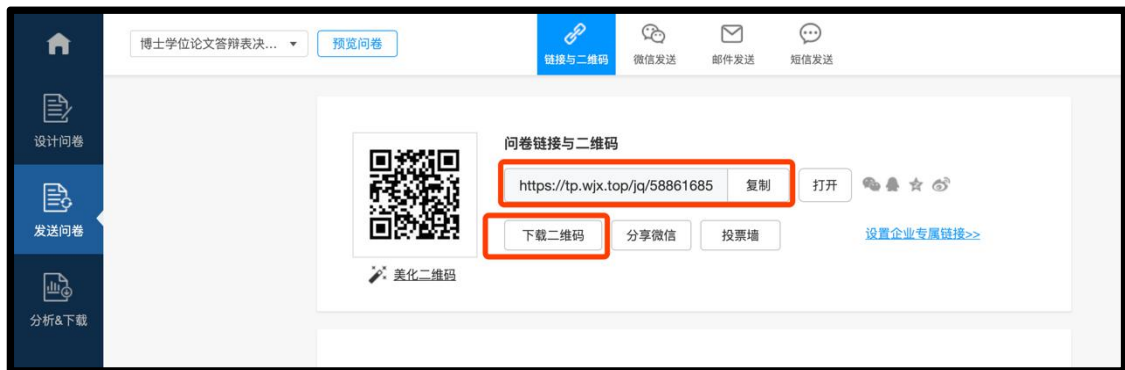 博士学位论文答辩表决...
预览问卷
链接与二维码
微信发送
邮件发送
短信发送
设计问卷
发送问卷
分析&下载
问卷链接与二维码
https://tp.wjx.top/jq/58861685
复制
打开
下载二维码
分享微信
投票墙
设置企业专属链接>>
美化二维码